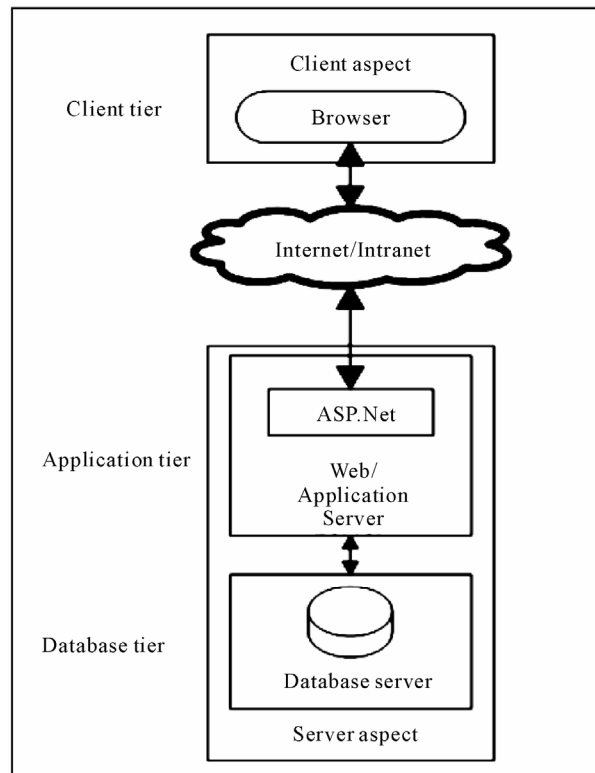 Client aspect
Client tier
Browser
Internet/Intranet
ASP.Net
Application tier
Web/
Application
Server
Database tier
Database server
Server aspect